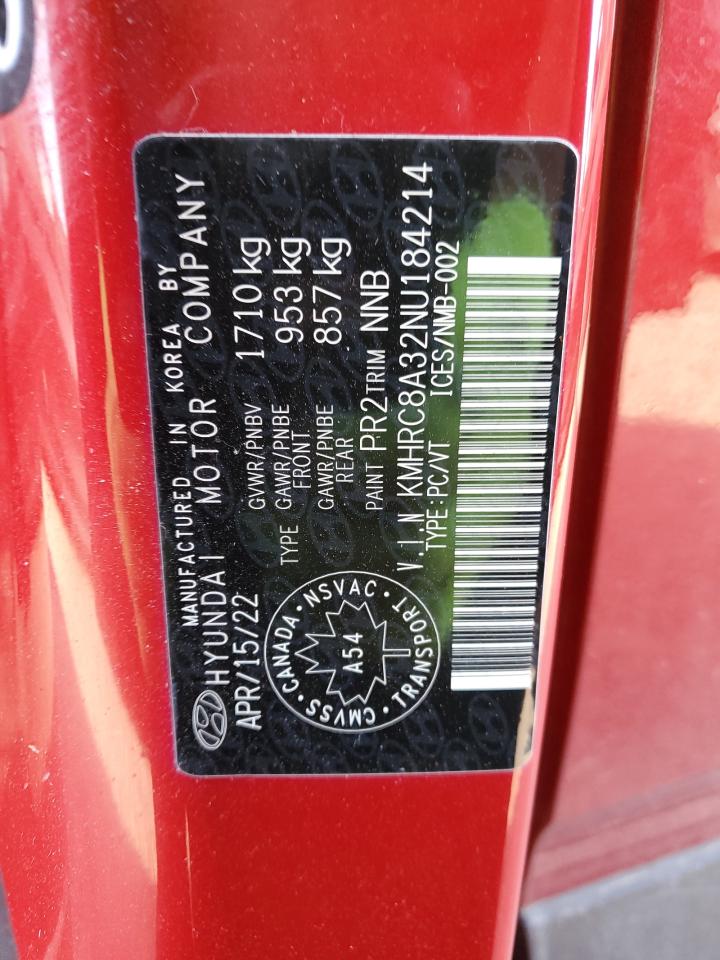 MANUFACTURED IN KOREA BY
HYUNDAI MOTOR COMPANY
APR/15/22 GVWR/PNBV 1710 kg
TYPE GAWR/PNBE FRONT 953 kg
GAWR/PNBE REAR 857 kg
PAINT PR2 TRIM NNB
CMVSS · CANADA · NSVAC · TRANSPORT ·
A54
V.I.N KMHRC8A32NU184214
TYPE:PC/VT ICES/NMB-002